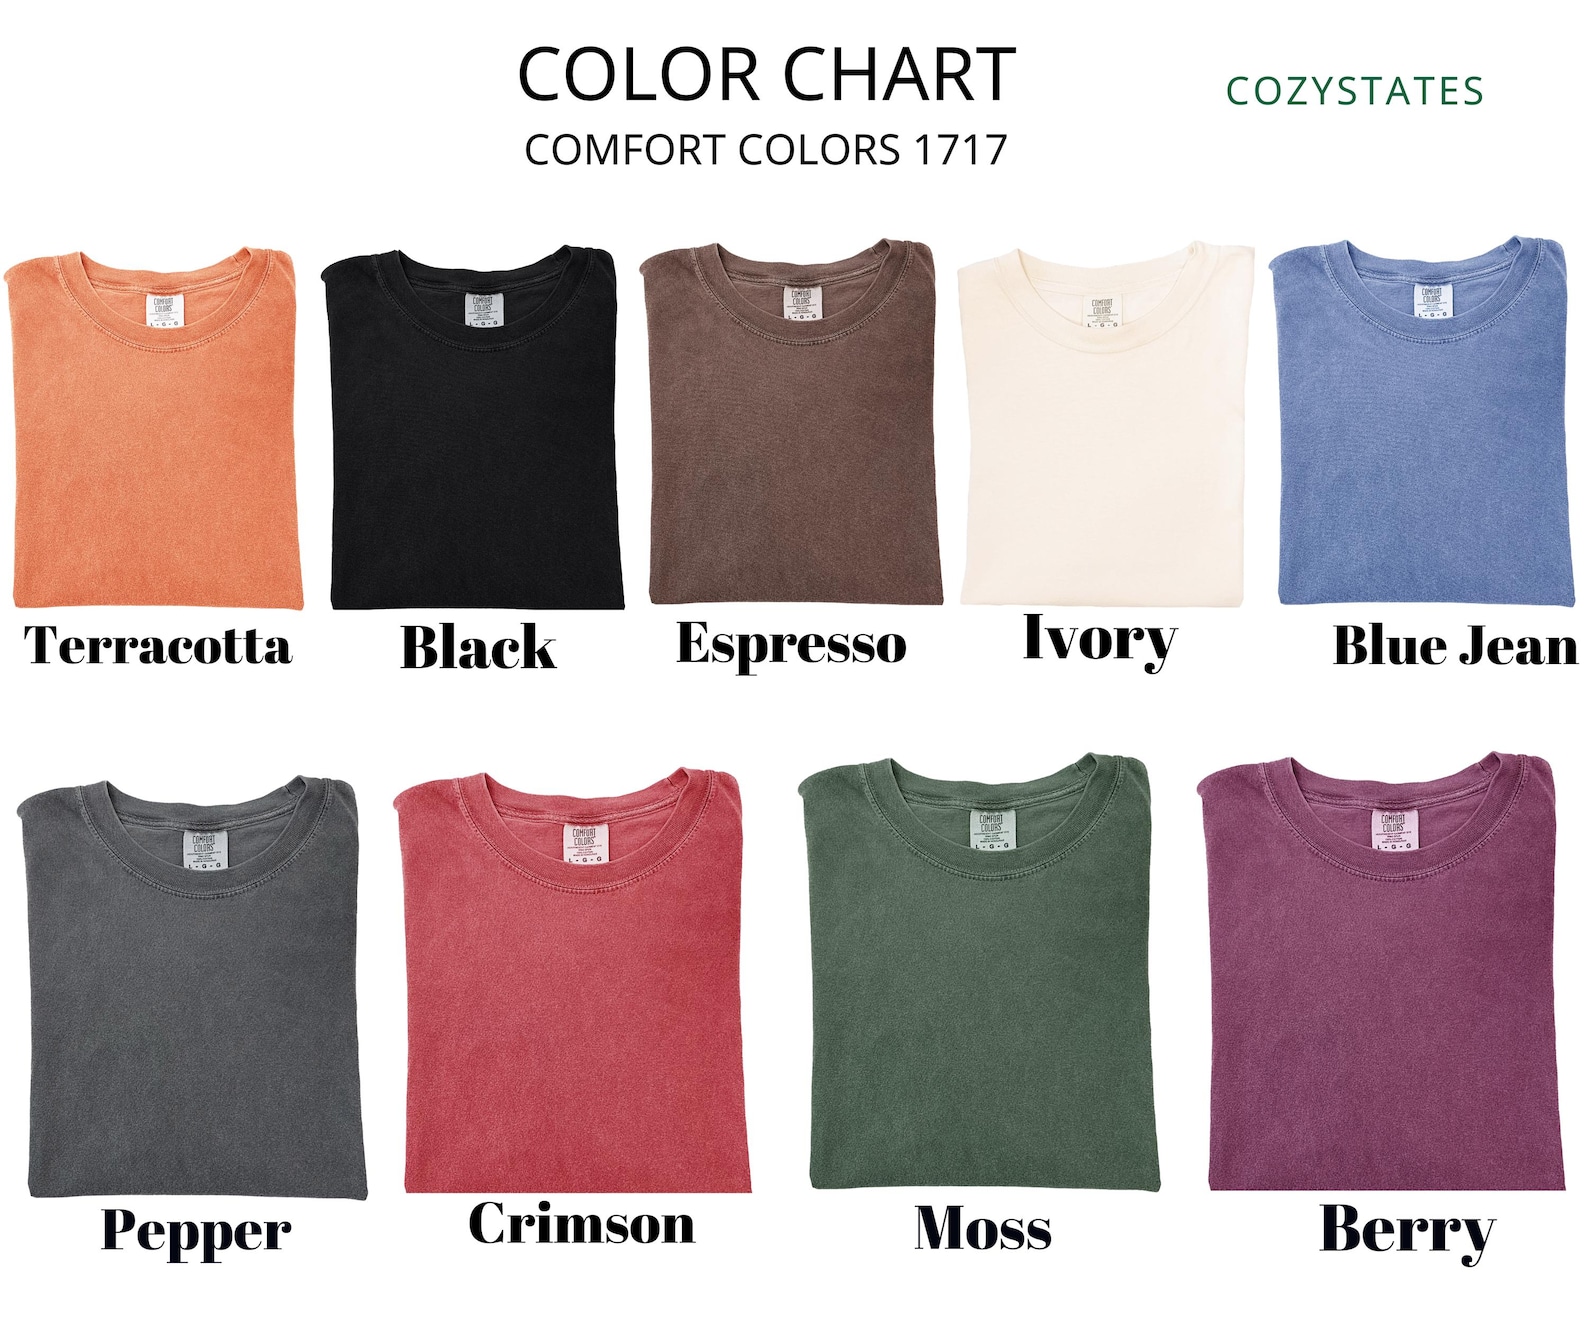 COLOR CHART
COZYSTATES
COMFORT COLORS 1717
COMFORT
COLORS
L - G - G
COMFORT
COLORS
L - G - G
COMFORT
COLORS
L - G - G
COMFORT
COLORS
L - G - G
COMFORT
COLORS
L - G - G
Terracotta
Black
Espresso
Ivory
Blue Jean
COMFORT
COLORS
L - G - G
COMFORT
COLORS
L - G - G
COMFORT
COLORS
L - G - G
COMFORT
COLORS
L - G - G
Pepper
Crimson
Moss
Berry